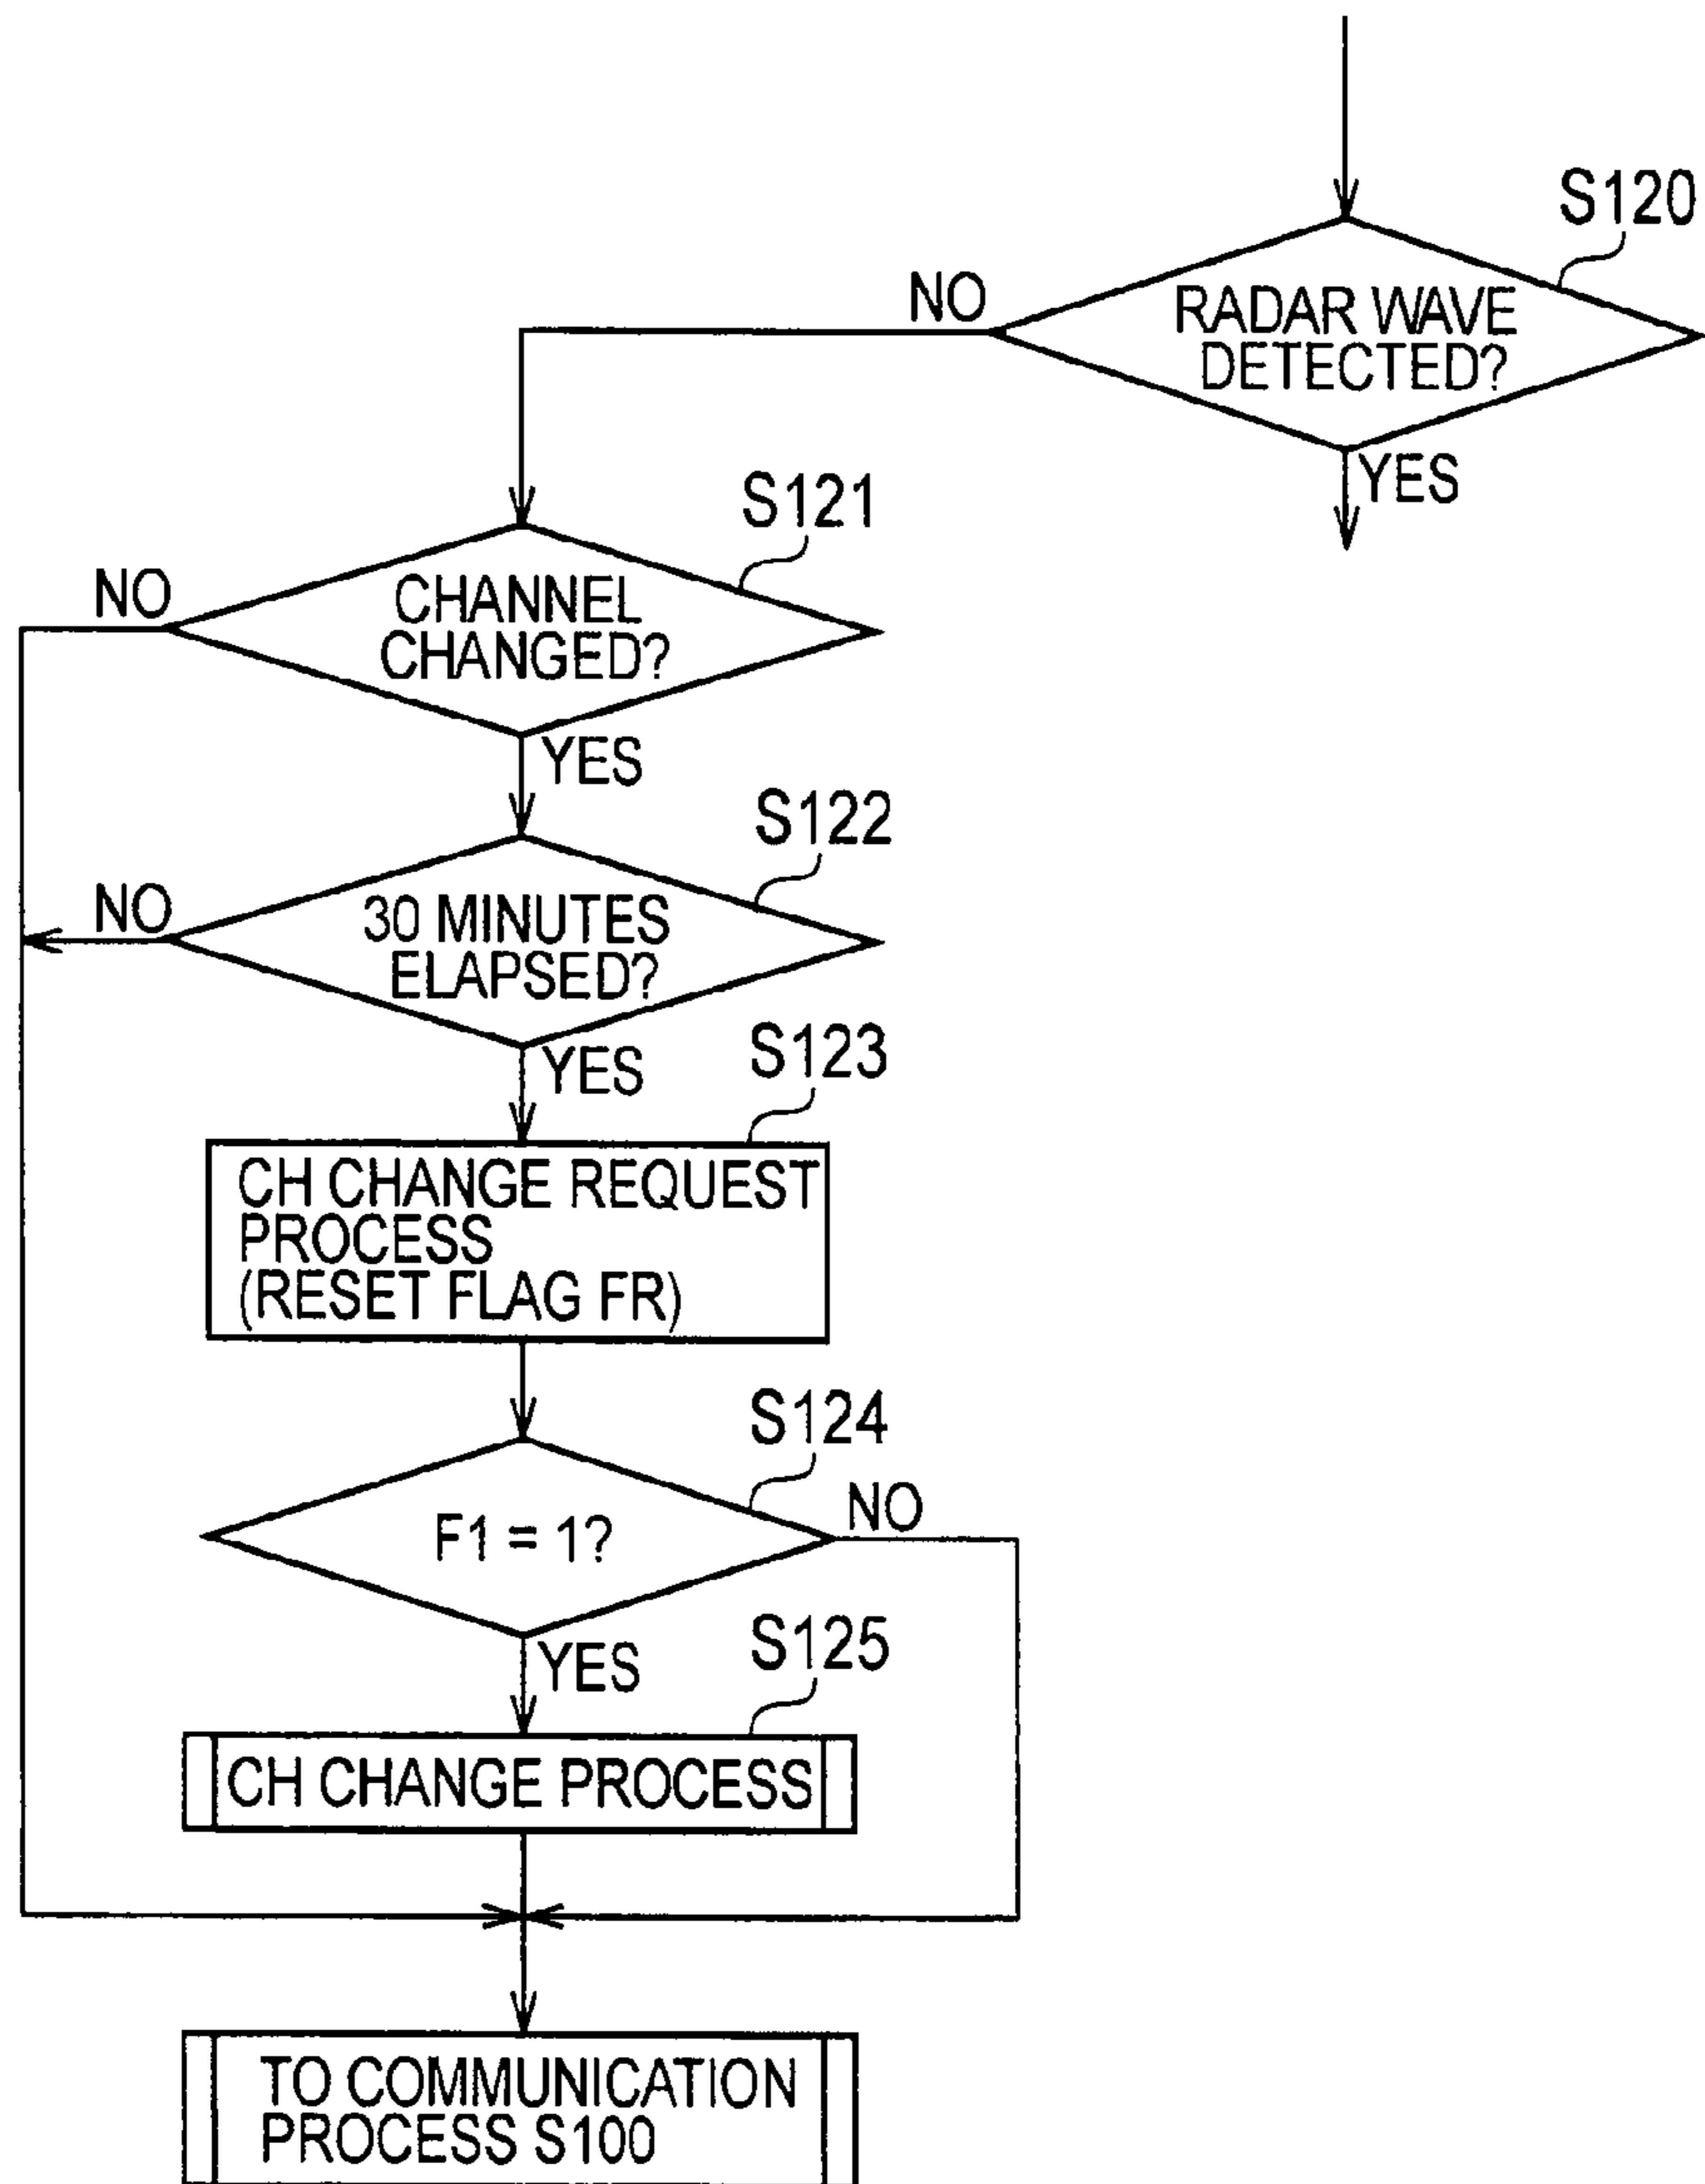 S120
NO
RADAR WAVE
DETECTED?
YES
S121
NO
CHANNEL
CHANGED?
YES
S122
NO
30 MINUTES
ELAPSED?
YES
S123
CH CHANGE REQUEST
PROCESS
(RESET FLAG FR)
S124
NO
F1 = 1?
YES
S125
CH CHANGE PROCESS
TO COMMUNICATION
PROCESS S100